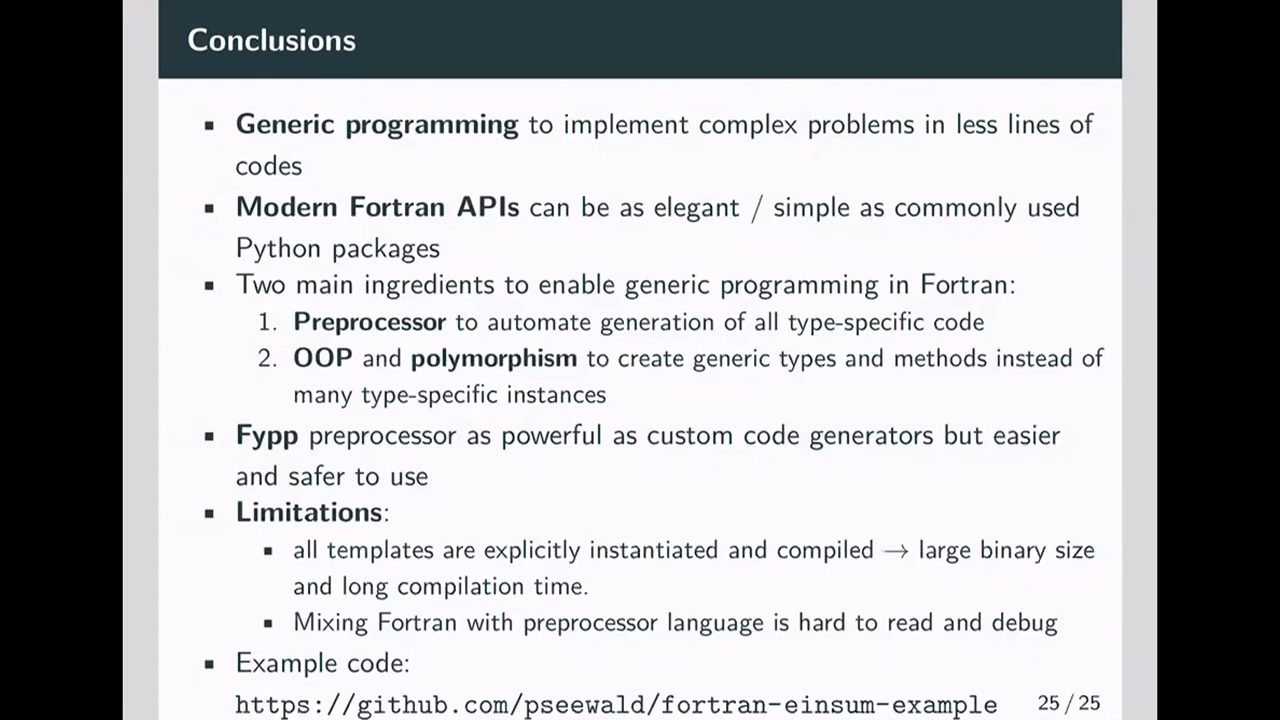 Conclusions
▪ Generic programming to implement complex problems in less lines of
codes
▪ Modern Fortran APIs can be as elegant / simple as commonly used
Python packages
▪ Two main ingredients to enable generic programming in Fortran:
1. Preprocessor to automate generation of all type-specific code
2. OOP and polymorphism to create generic types and methods instead of
many type-specific instances
▪ Fypp preprocessor as powerful as custom code generators but easier
and safer to use
▪ Limitations:
▪ all templates are explicitly instantiated and compiled → large binary size
and long compilation time.
▪ Mixing Fortran with preprocessor language is hard to read and debug
▪ Example code:
https://github.com/pseewald/fortran-einsum-example 25 / 25